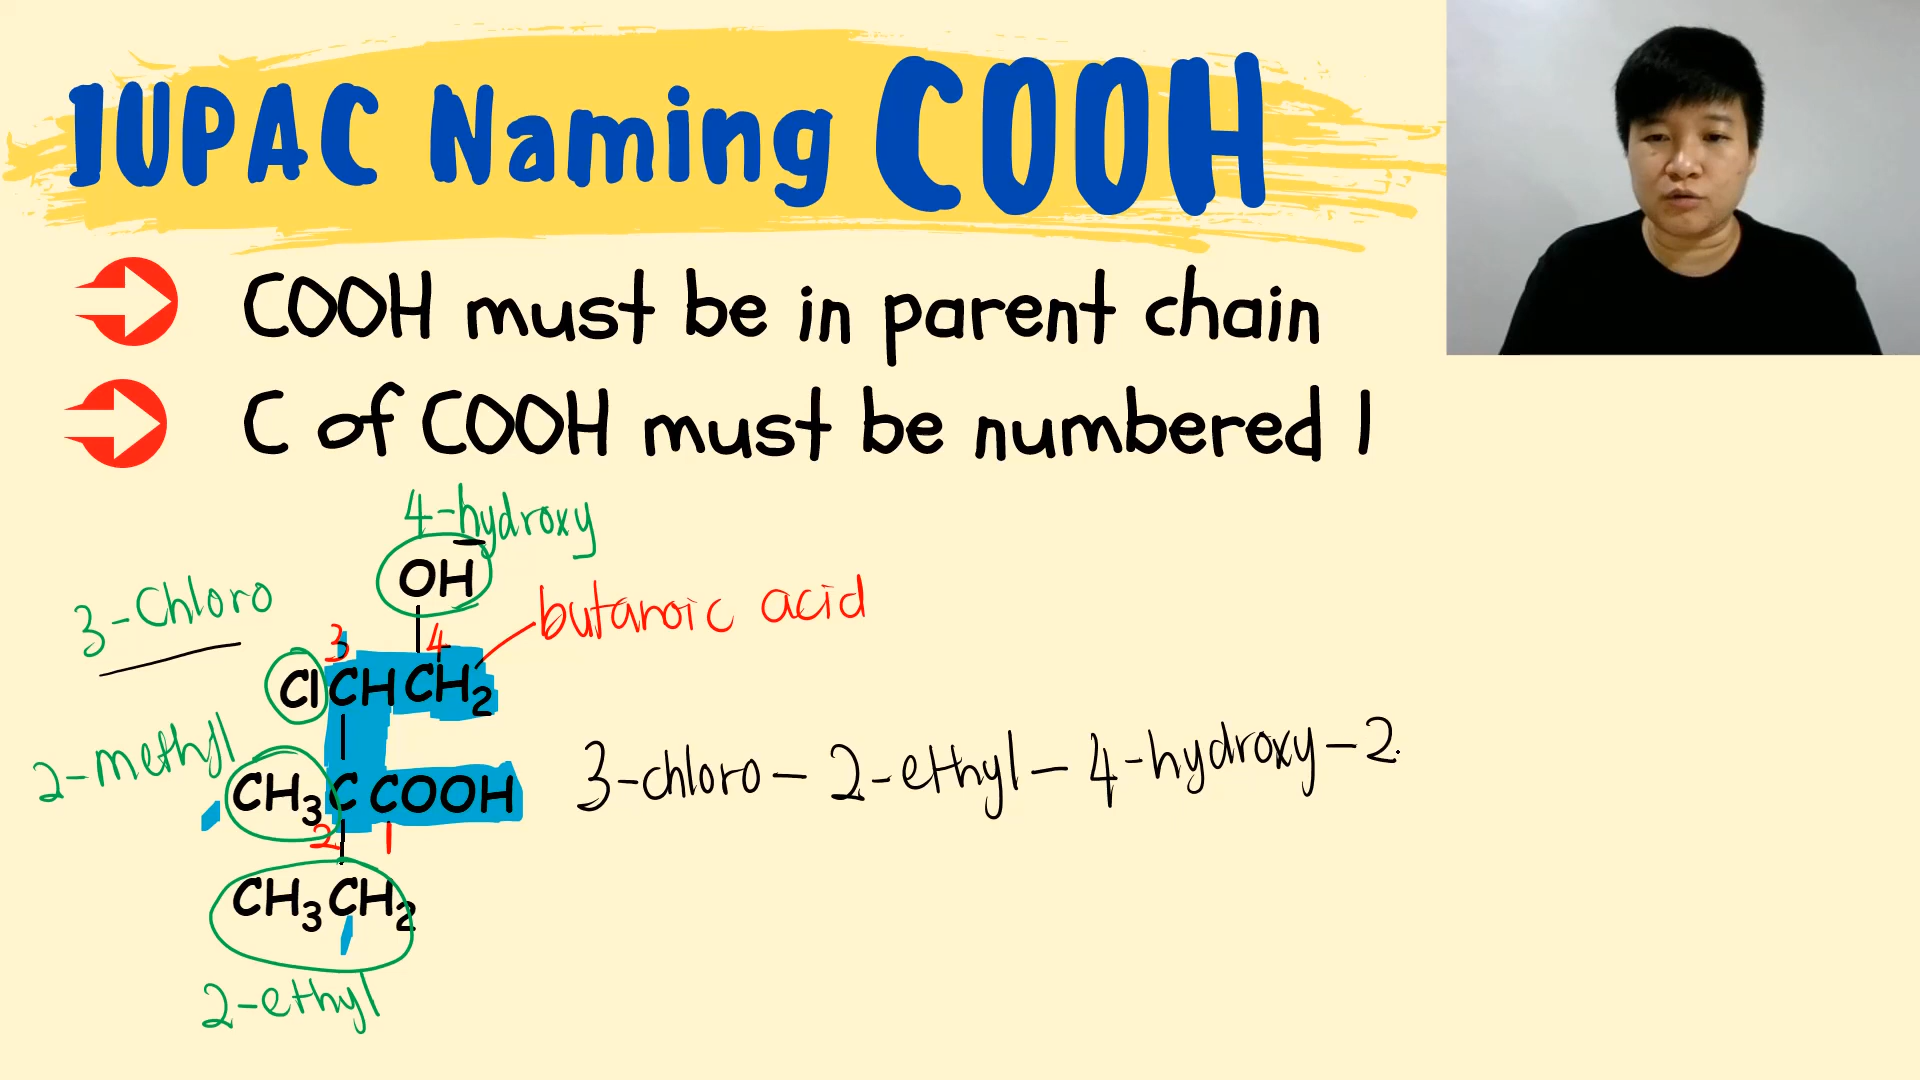 IUPAC Naming COOH
COOH must be in parent chain
C of COOH must be numbered 1
4-hydroxy
OH
3-Chloro
butanoic acid
3 4
Cl CH CH2
2-methyl
CH3 C COOH
2 1
CH3CH2
2-ethyl
3-chloro-2-ethyl-4-hydroxy-2